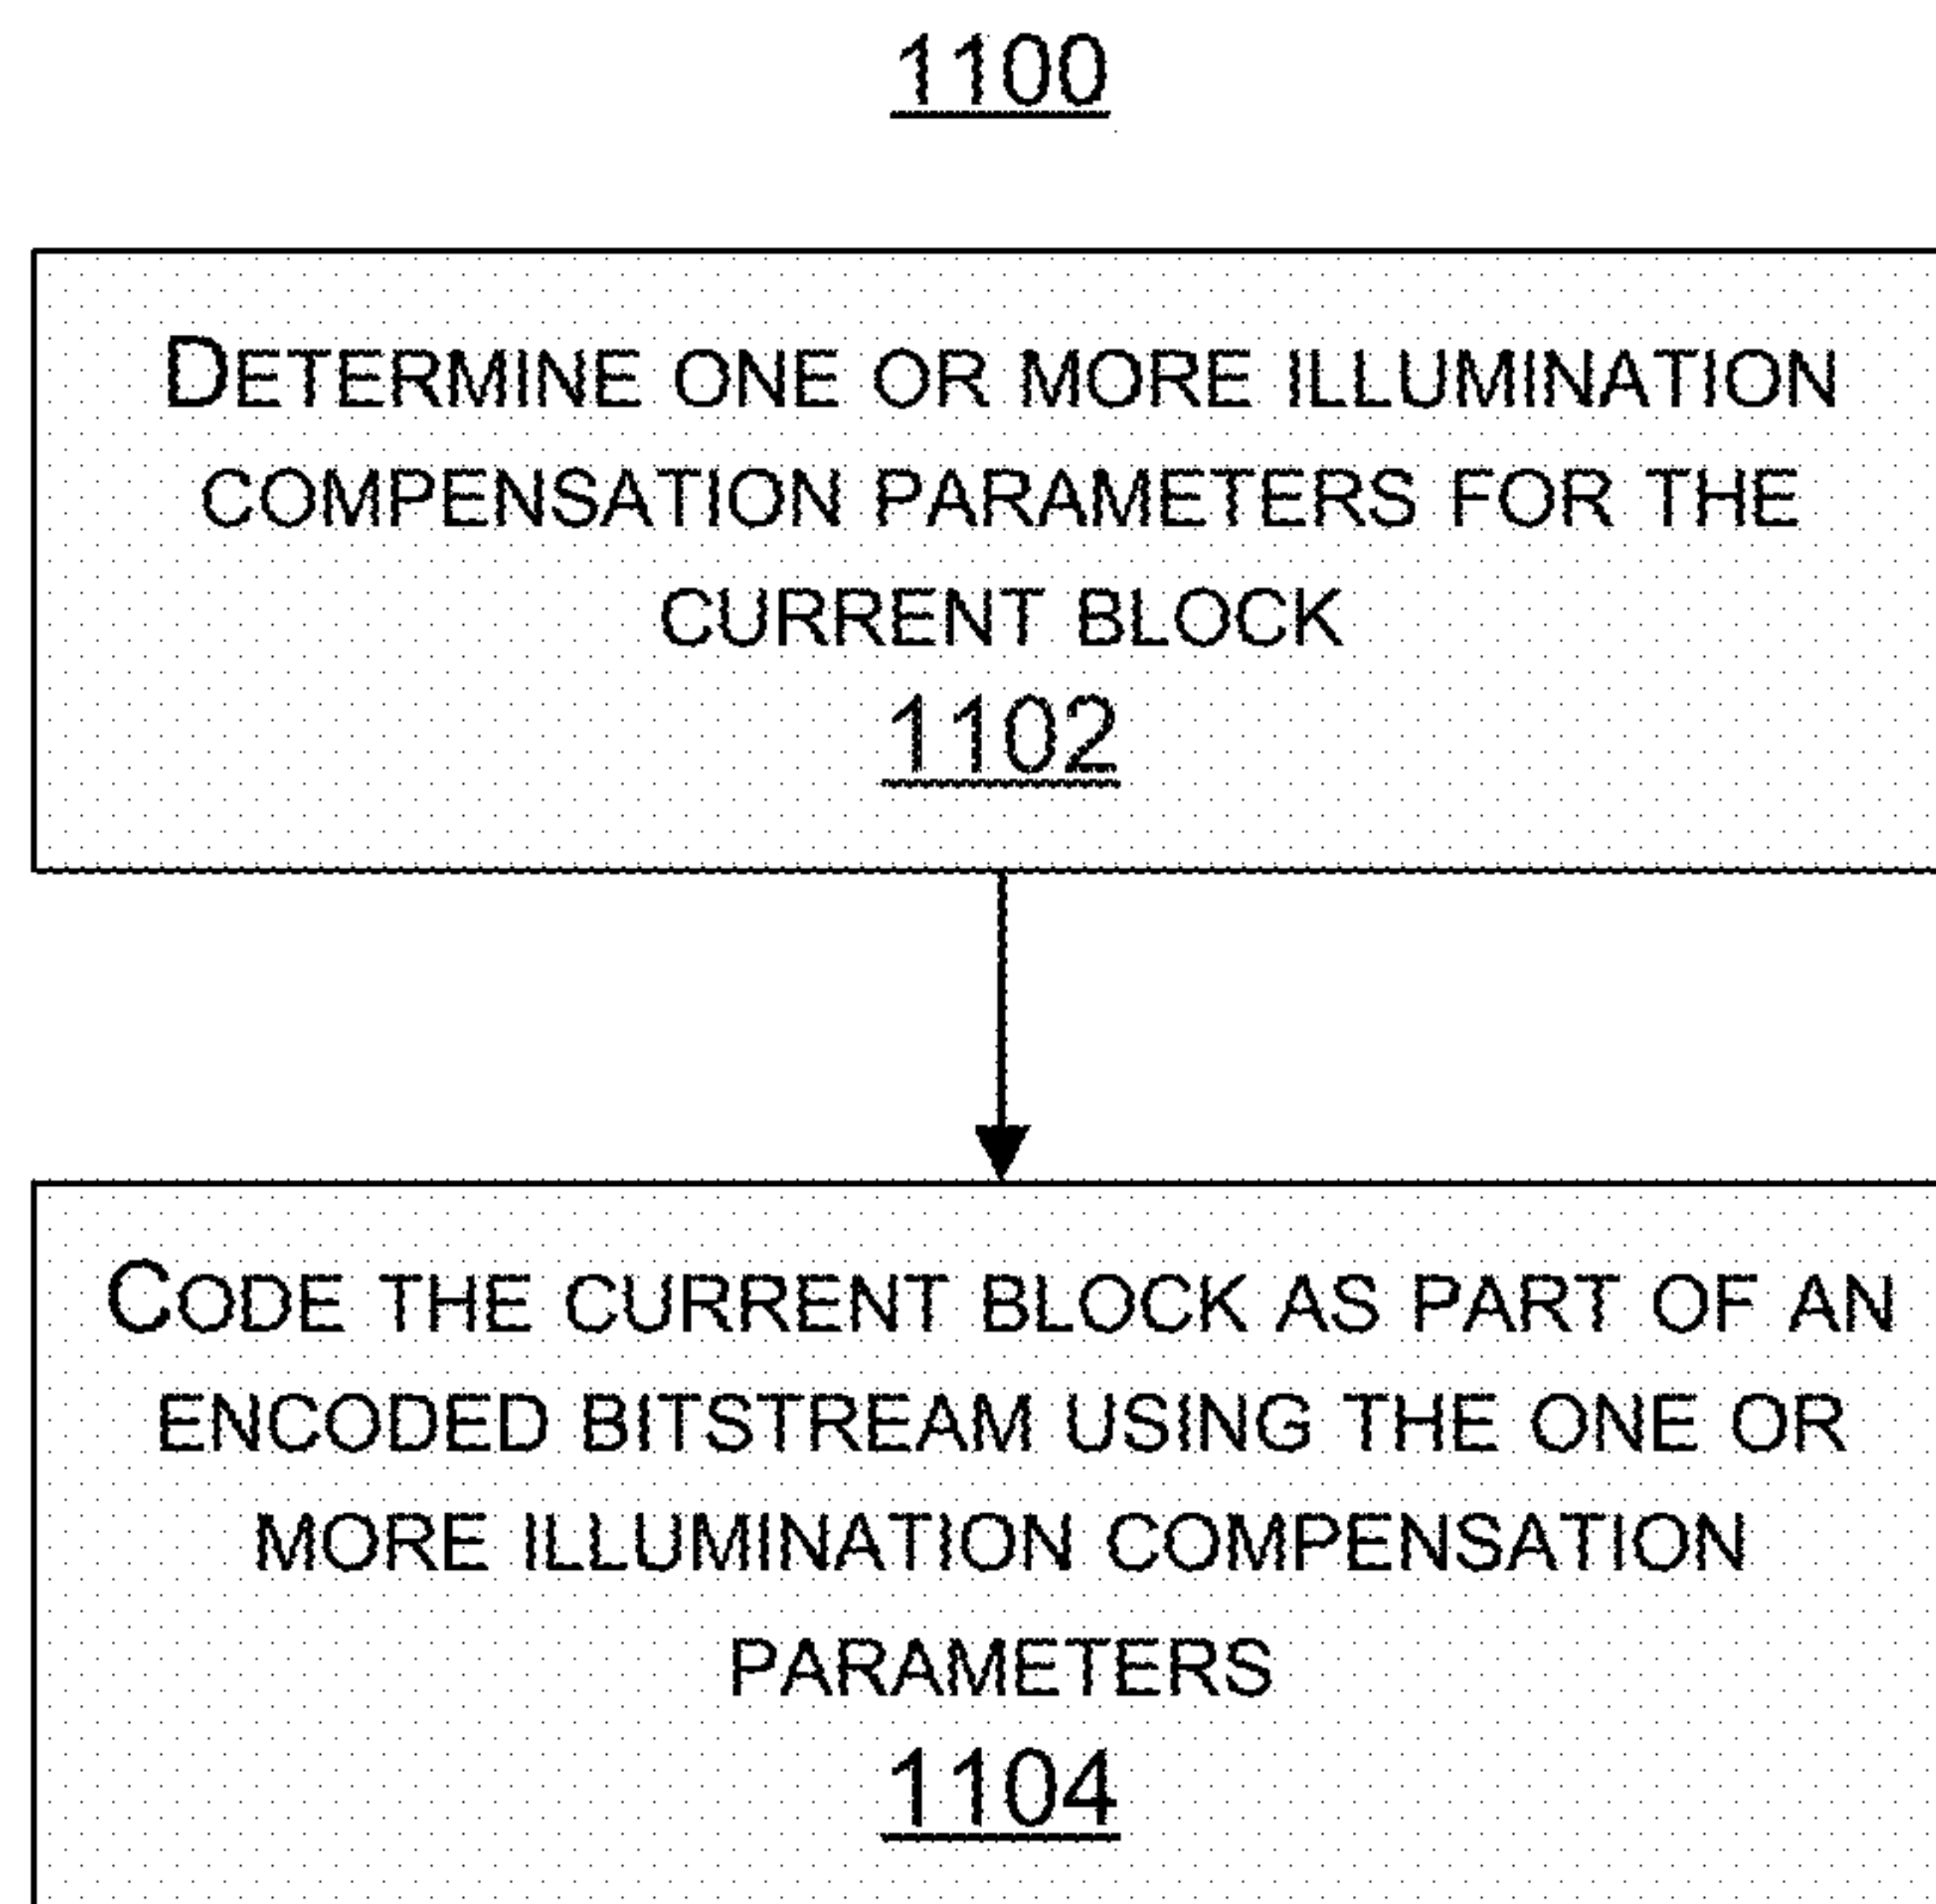 1100
DETERMINE ONE OR MORE ILLUMINATION
COMPENSATION PARAMETERS FOR THE
CURRENT BLOCK
1102
CODE THE CURRENT BLOCK AS PART OF AN
ENCODED BITSTREAM USING THE ONE OR
MORE ILLUMINATION COMPENSATION
PARAMETERS
1104